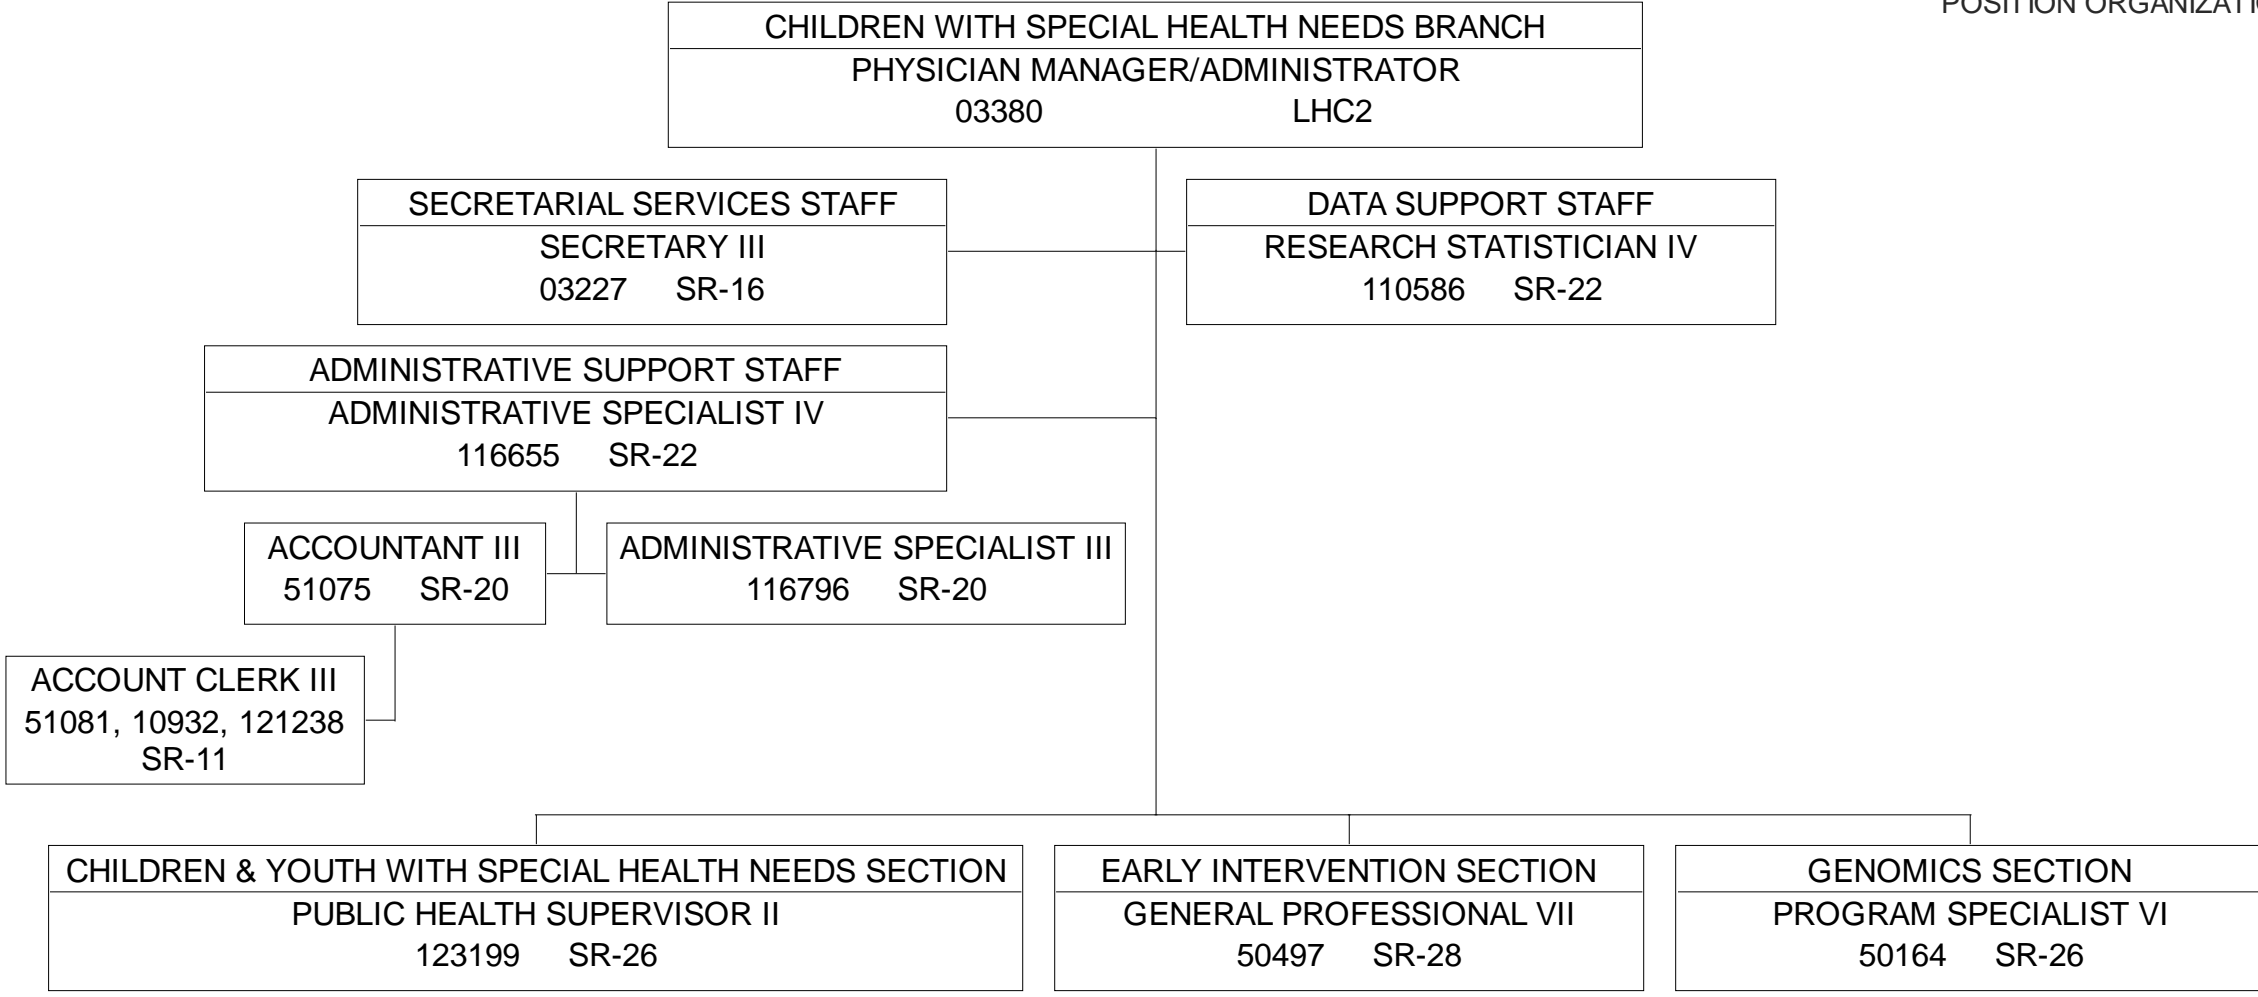 POSITION ORGANIZATI
CHILDREN WITH SPECIAL HEALTH NEEDS BRANCH
PHYSICIAN MANAGER/ADMINISTRATOR
03380 LHC2
SECRETARIAL SERVICES STAFF
SECRETARY III
03227 SR-16
DATA SUPPORT STAFF
RESEARCH STATISTICIAN IV
110586 SR-22
ADMINISTRATIVE SUPPORT STAFF
ADMINISTRATIVE SPECIALIST IV
116655 SR-22
ACCOUNTANT III
51075 SR-20
ADMINISTRATIVE SPECIALIST III
116796 SR-20
ACCOUNT CLERK III
51081, 10932, 121238
SR-11
CHILDREN & YOUTH WITH SPECIAL HEALTH NEEDS SECTION
PUBLIC HEALTH SUPERVISOR II
123199 SR-26
EARLY INTERVENTION SECTION
GENERAL PROFESSIONAL VII
50497 SR-28
GENOMICS SECTION
PROGRAM SPECIALIST VI
50164 SR-26